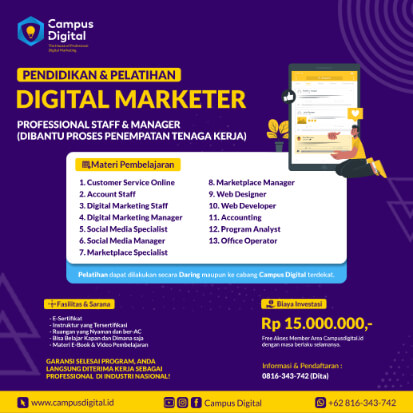 Campus
Digital
The House of Professional
Digital Marketing
PENDIDIKAN & PELATIHAN
DIGITAL MARKETER
PROFESSIONAL STAFF & MANAGER
(DIBANTU PROSES PENEMPATAN TENAGA KERJA)
Materi Pembelajaran
1. Customer Service Online
2. Account Staff
3. Digital Marketing Staff
4. Digital Marketing Manager
5. Social Media Specialist
6. Social Media Manager
7. Marketplace Specialist
8. Marketplace Manager
9. Web Designer
10. Web Developer
11. Accounting
12. Program Analyst
13. Office Operator
Pelatihan dapat dilakukan secara Daring maupun ke cabang Campus Digital terdekat.
Fasilitas & Sarana
- E-Sertifikat
- Instruktur yang Tersertifikasi
- Ruangan yang Nyaman dan ber-AC
- Bisa Belajar Kapan dan Dimana saja
- Materi E-Book & Video Pembelajaran
GARANSI SELESAI PROGRAM, ANDA
LANGSUNG DITERIMA KERJA SEBAGAI
PROFESSIONAL DI INDUSTRI NASIONAL!
Biaya Investasi
Rp 15.000.000,-
Free Akses Member Area Campusdigital.id
dengan masa berlaku selamanya.
Informasi & Pendaftaran :
0816-343-742 (Dita)
www.campusdigital.id
Campus Digital
+62 816-343-742